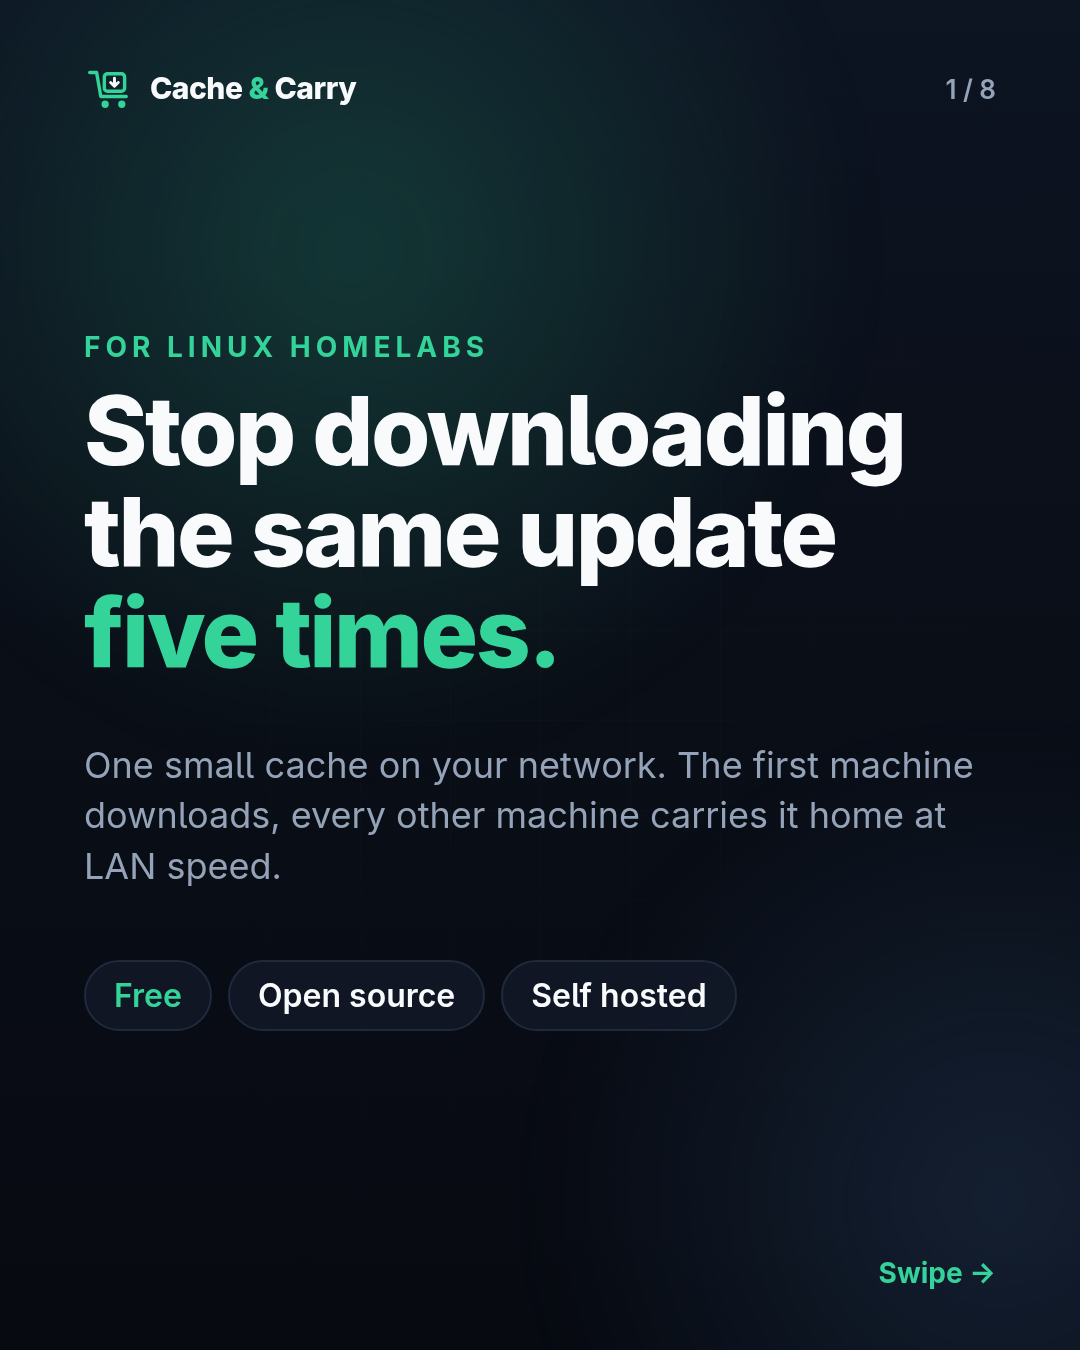 Cache & Carry
1 / 8
FOR LINUX HOMELABS
Stop downloading
the same update
five times.
One small cache on your network. The first machine
downloads, every other machine carries it home at
LAN speed.
Free
Open source
Self hosted
Swipe →